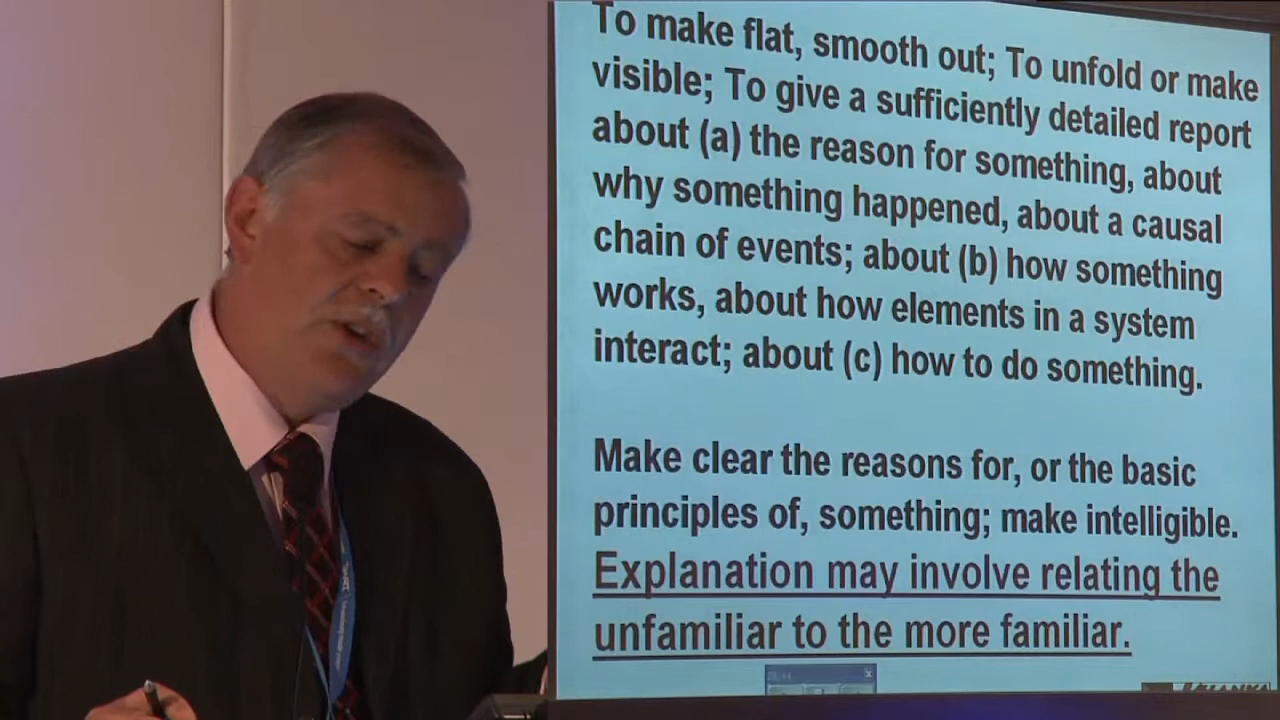 To make flat, smooth out; To unfold or make
visible; To give a sufficiently detailed report
about (a) the reason for something, about
why something happened, about a causal
chain of events; about (b) how something
works, about how elements in a system
interact; about (c) how to do something.
Make clear the reasons for, or the basic
principles of, something; make intelligible.
Explanation may involve relating the
unfamiliar to the more familiar.